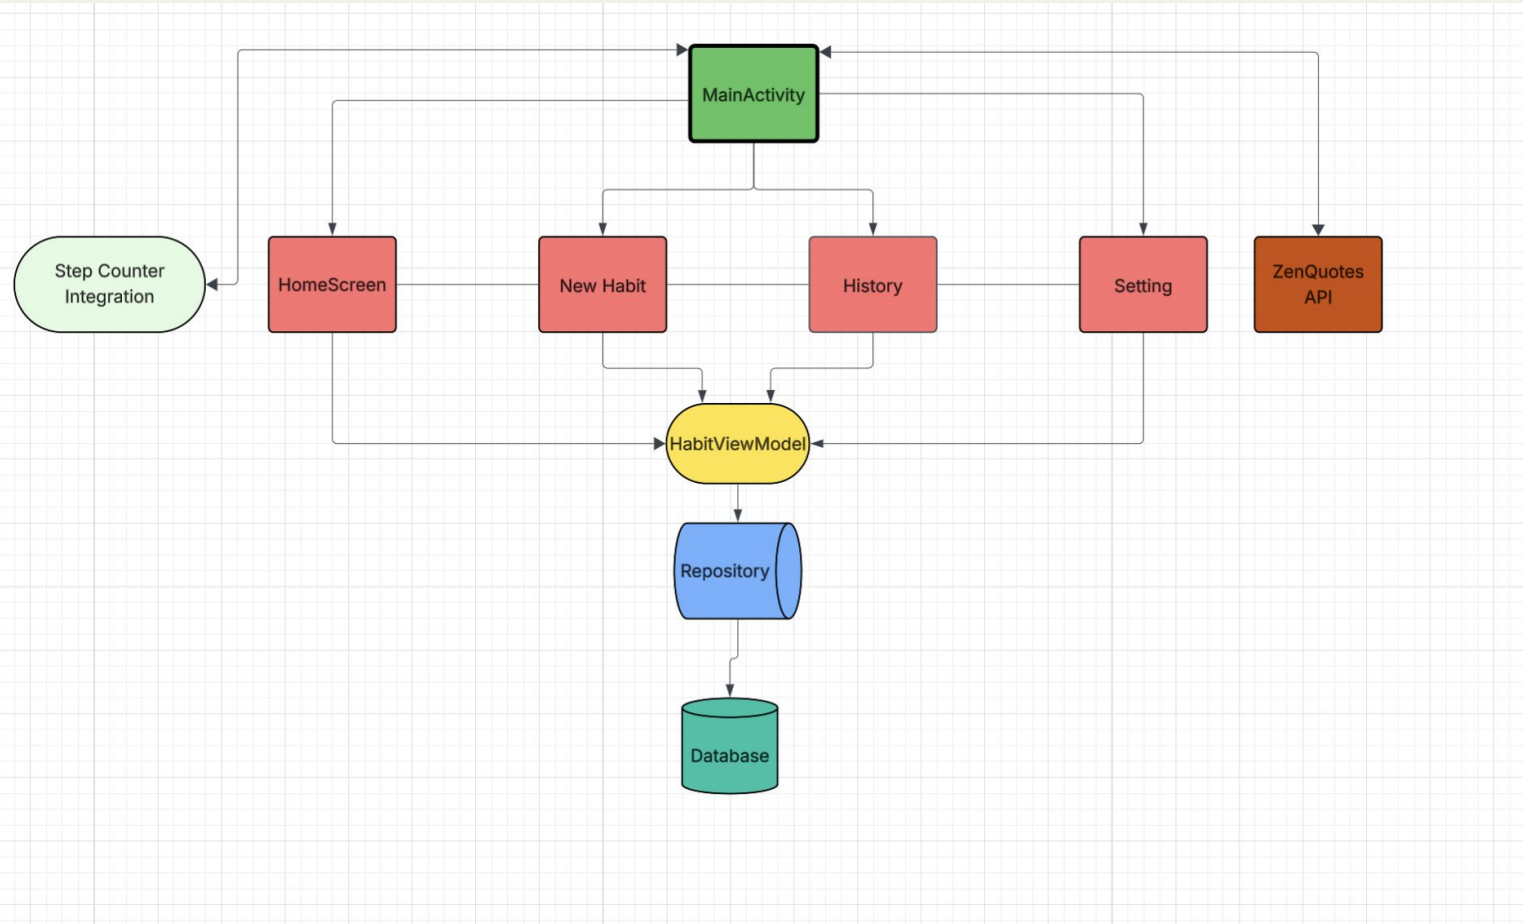 MainActivity
Step Counter
Integration
HomeScreen
New Habit
History
Setting
ZenQuotes
API
HabitViewModel
Repository
Database